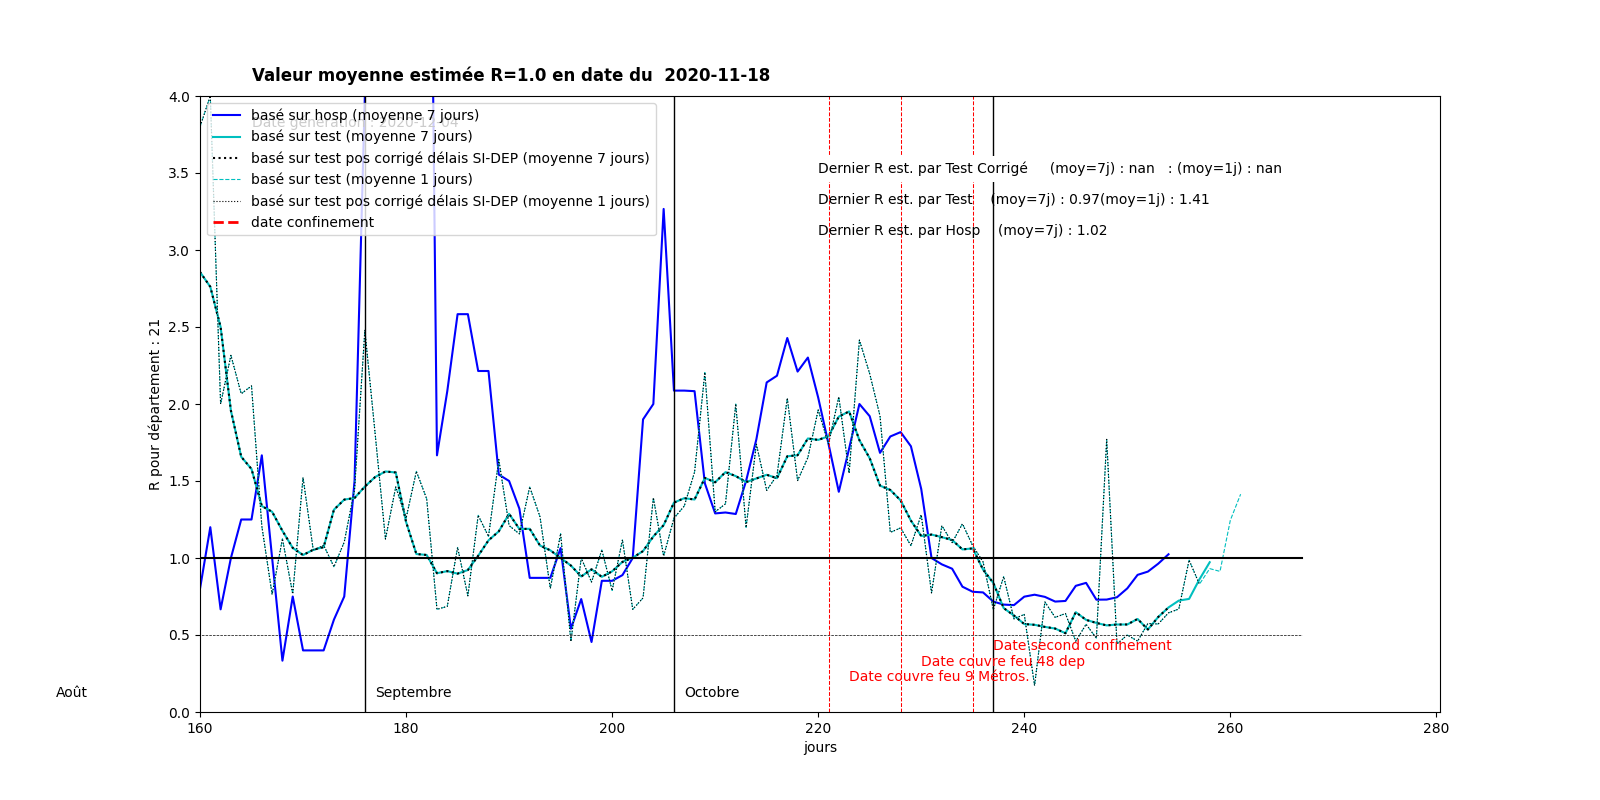 Valeur moyenne estimée R=1.0 en date du  2020-11-18
Date génération : 2020-12-04
basé sur hosp (moyenne 7 jours)
basé sur test (moyenne 7 jours)
basé sur test pos corrigé délais SI-DEP (moyenne 7 jours)
basé sur test (moyenne 1 jours)
basé sur test pos corrigé délais SI-DEP (moyenne 1 jours)
date confinement
Dernier R est. par Test Corrigé     (moy=7j) : nan   : (moy=1j) : nan
Dernier R est. par Test    (moy=7j) : 0.97(moy=1j) : 1.41
Dernier R est. par Hosp    (moy=7j) : 1.02
R pour département : 21
4.0
3.5
3.0
2.5
2.0
1.5
1.0
0.5
0.0
Date second confinement
Date couvre feu 48 dep
Date couvre feu 9 Métros.
Août
Septembre
Octobre
160 180 200 220 240 260 280
jours